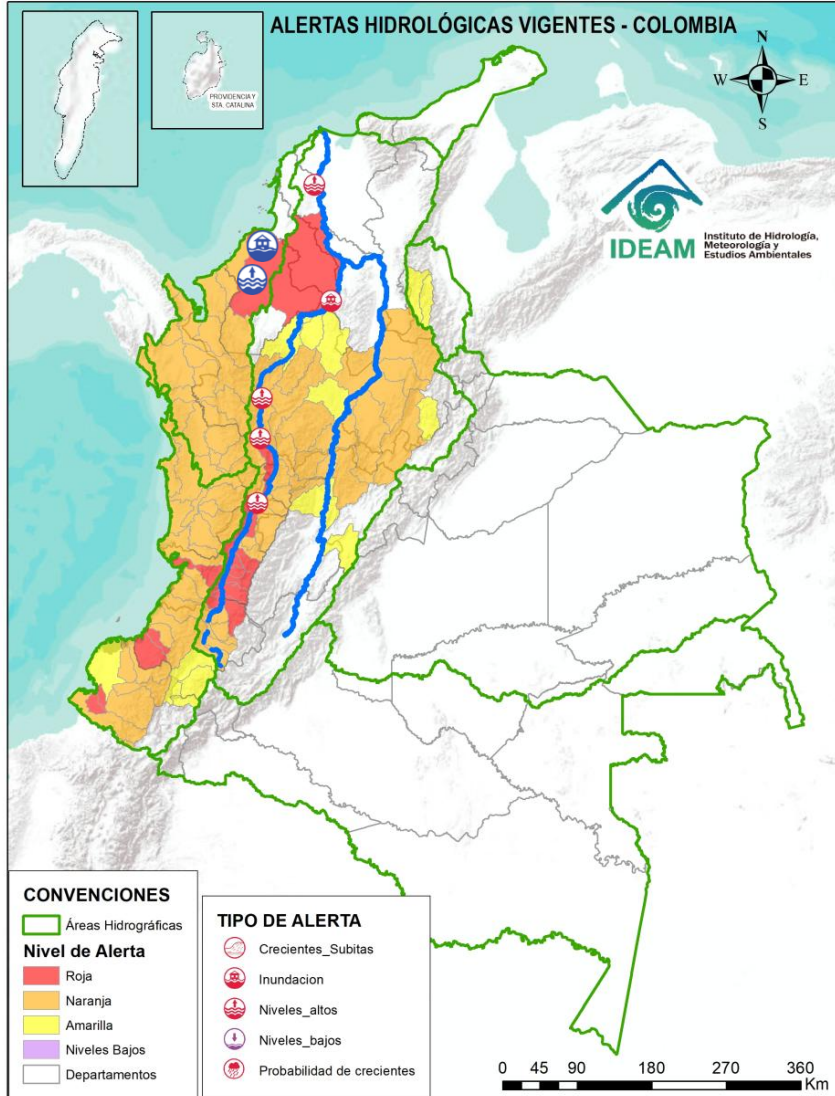 ALERTAS HIDROLÓGICAS VIGENTES - COLOMBIA
PROVIDENCIA Y
STA. CATALINA
N
W
E
S
IDEAM
Instituto de Hidrología,
Meteorología y
Estudios Ambientales
CONVENCIONES
Áreas Hidrográficas
Nivel de Alerta
Roja
Naranja
Amarilla
Niveles Bajos
Departamentos
TIPO DE ALERTA
Crecientes_Subitas
Inundacion
Niveles_altos
Niveles_bajos
Probabilidad de crecientes
0 45 90 180 270 360
Km